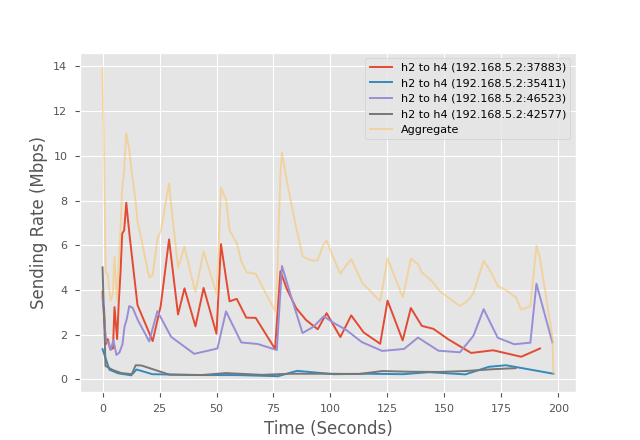 h2 to h4 (192.168.5.2:37883)
h2 to h4 (192.168.5.2:35411)
h2 to h4 (192.168.5.2:46523)
h2 to h4 (192.168.5.2:42577)
Aggregate
Sending Rate (Mbps)
14
12
10
8
6
4
2
0
0 25 50 75 100 125 150 175 200
Time (Seconds)